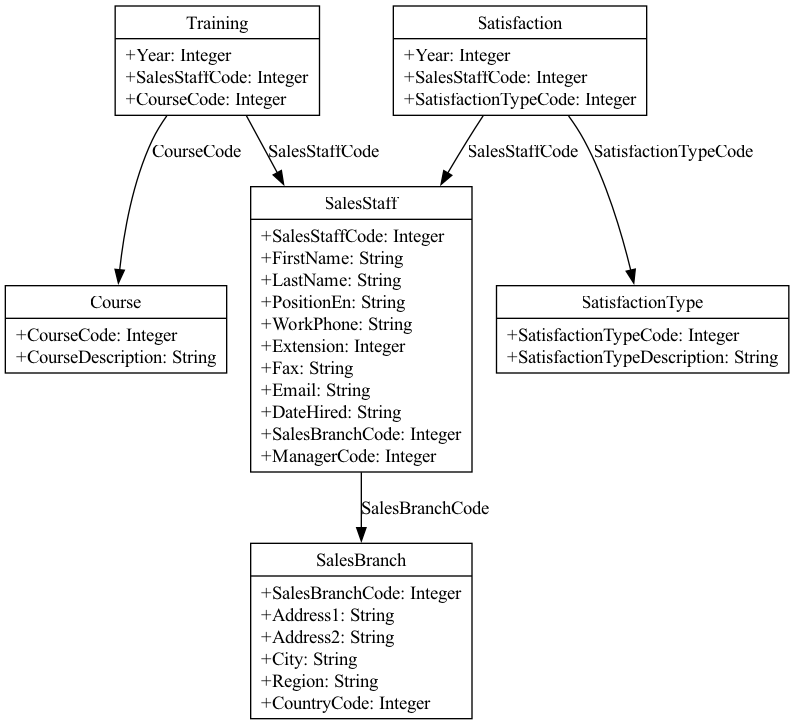 Training
+Year: Integer
+SalesStaffCode: Integer
+CourseCode: Integer
Satisfaction
+Year: Integer
+SalesStaffCode: Integer
+SatisfactionTypeCode: Integer
CourseCode
SalesStaffCode
SalesStaffCode
SatisfactionTypeCode
SalesStaff
+SalesStaffCode: Integer
+FirstName: String
+LastName: String
+PositionEn: String
+WorkPhone: String
+Extension: Integer
+Fax: String
+Email: String
+DateHired: String
+SalesBranchCode: Integer
+ManagerCode: Integer
Course
+CourseCode: Integer
+CourseDescription: String
SatisfactionType
+SatisfactionTypeCode: Integer
+SatisfactionTypeDescription: String
SalesBranchCode
SalesBranch
+SalesBranchCode: Integer
+Address1: String
+Address2: String
+City: String
+Region: String
+CountryCode: Integer